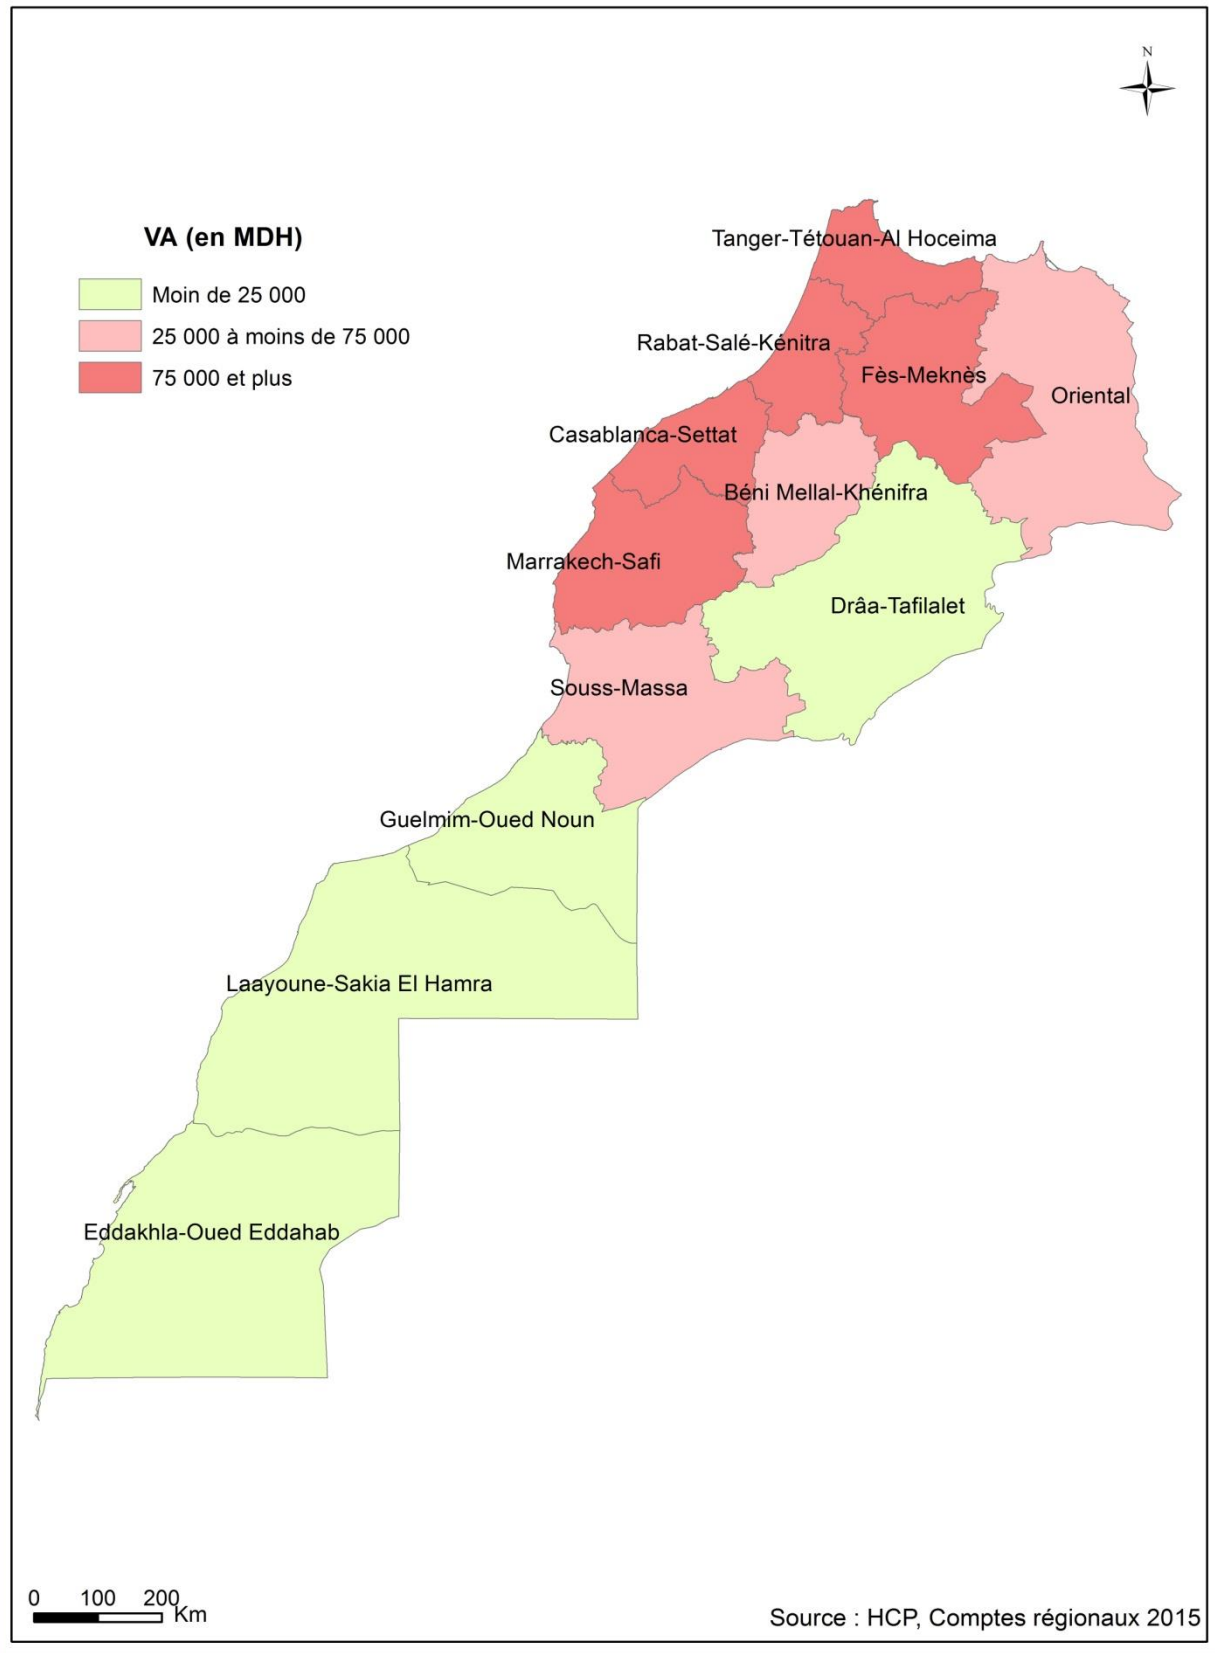 N
VA (en MDH)
Moin de 25 000
25 000 à moins de 75 000
75 000 et plus
Tanger-Tétouan-Al Hoceima
Rabat-Salé-Kénitra
Fès-Meknès
Oriental
Casablanca-Settat
Béni Mellal-Khénifra
Marrakech-Safi
Drâa-Tafilalet
Souss-Massa
Guelmim-Oued Noun
Laayoune-Sakia El Hamra
Eddakhla-Oued Eddahab
0 100 200
Km
Source : HCP, Comptes régionaux 2015